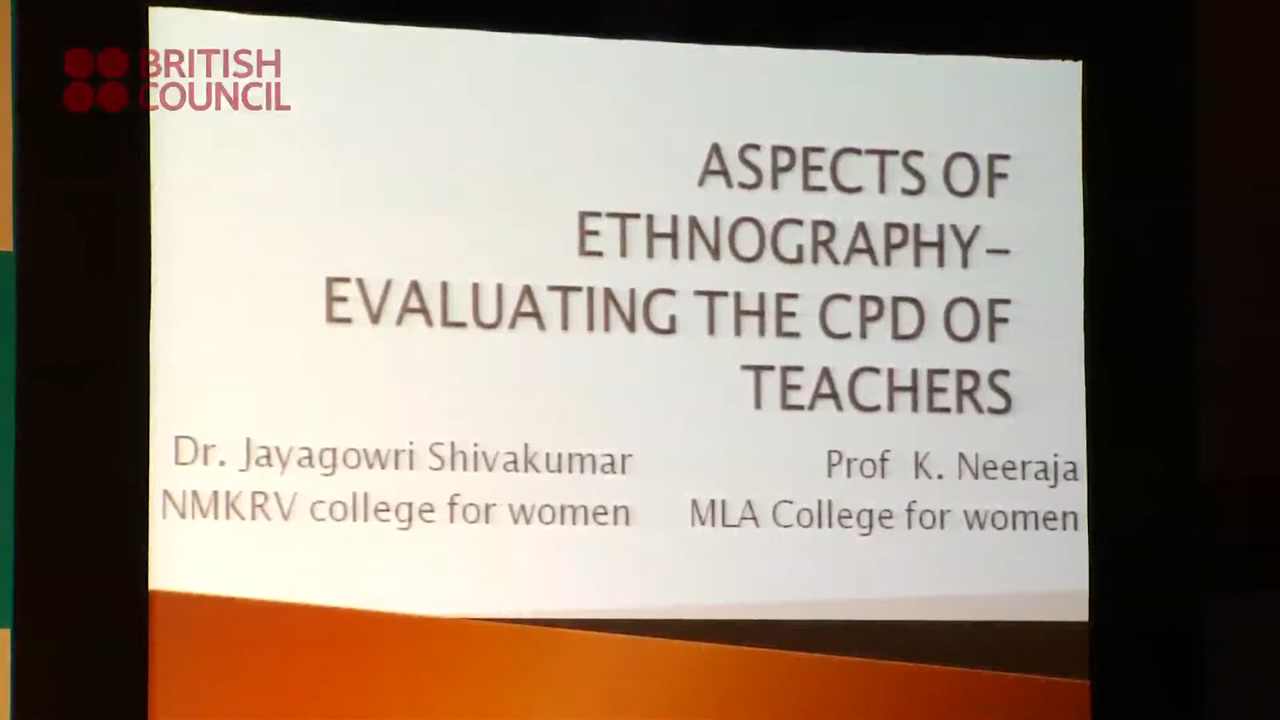 BRITISH
COUNCIL
ASPECTS OF
ETHNOGRAPHY–
EVALUATING THE CPD OF
TEACHERS
Dr. Jayagowri Shivakumar
NMKRV college for women
Prof K. Neeraja
MLA College for women